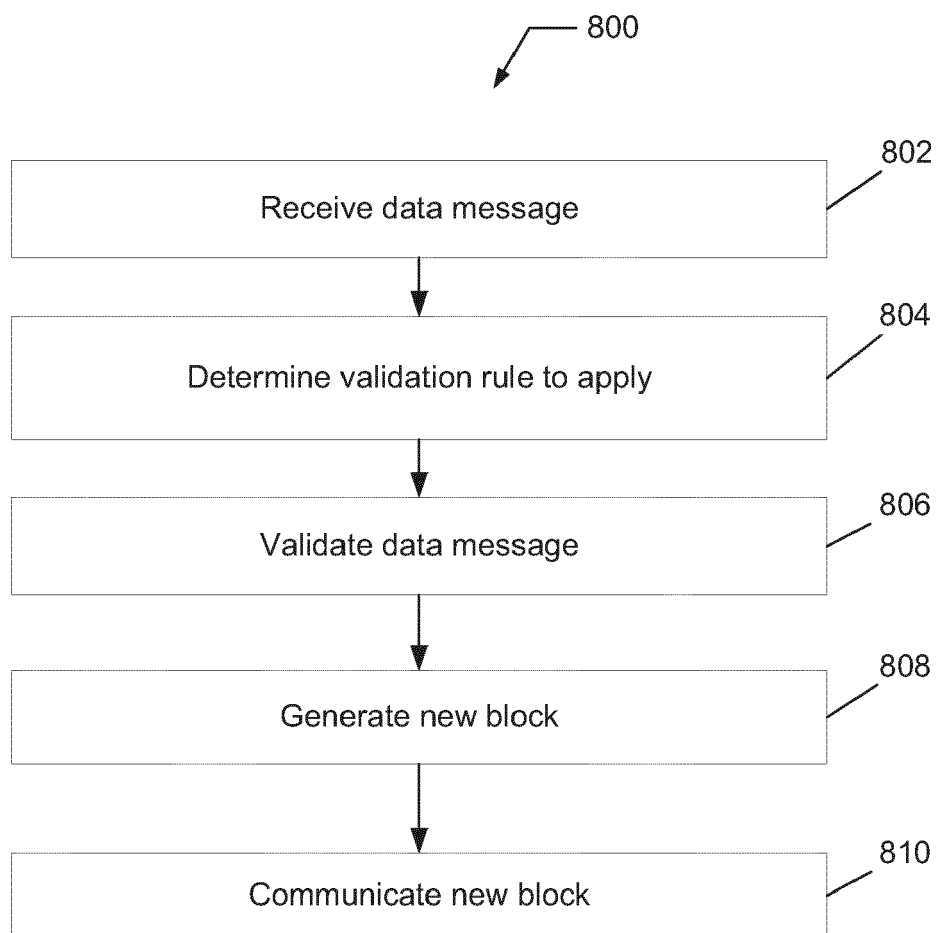 800
802
Receive data message
804
Determine validation rule to apply
806
Validate data message
808
Generate new block
810
Communicate new block